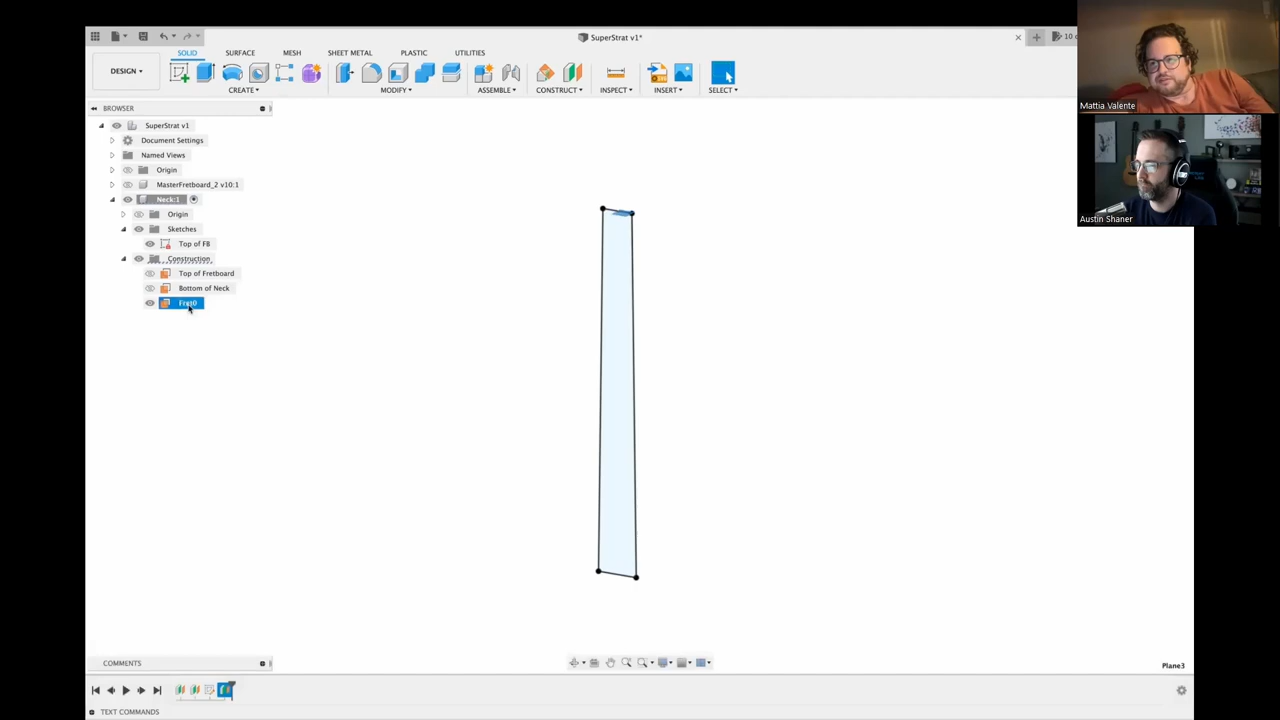 SuperStrat v1*
10 o
SOLID SURFACE MESH SHEET METAL PLASTIC UTILITIES
DESIGN
CREATE MODIFY ASSEMBLE CONSTRUCT INSPECT INSERT SELECT
Mattia Valente
BROWSER
SuperStrat v1
Document Settings
Named Views
Origin
MasterFretboard_2 v10:1
Neck:1
Origin
Sketches
Top of FB
Construction
Top of Fretboard
Bottom of Neck
Fret0
Austin Shaner
COMMENTS
Plane3
TEXT COMMANDS